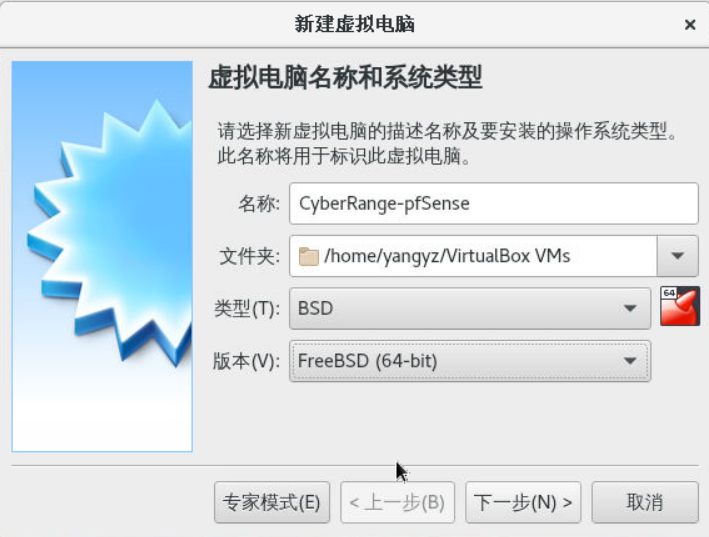 新建虚拟电脑
虚拟电脑名称和系统类型
请选择新虚拟电脑的描述名称及要安装的操作系统类型。
此名称将用于标识此虚拟电脑。
名称: CyberRange-pfSense
文件夹: /home/yangyz/VirtualBox VMs
类型(T): BSD
64
版本(V): FreeBSD (64-bit)
专家模式(E) < 上一步(B) 下一步(N) > 取消